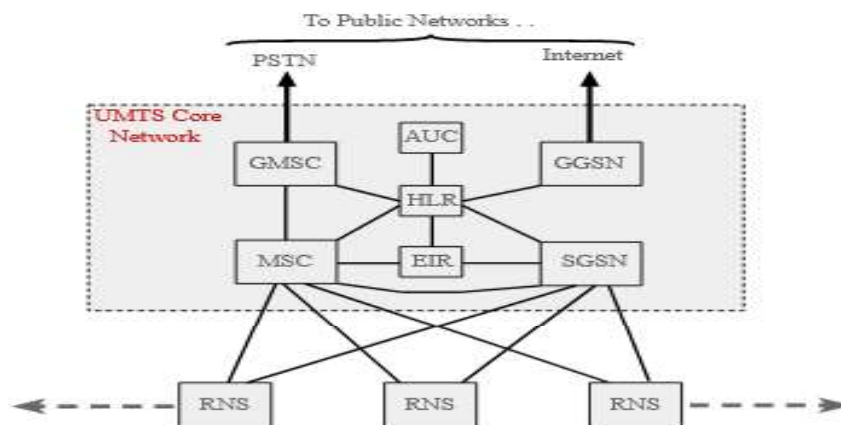 To Public Networks . .
PSTN
Internet
UMTS Core
Network
AUC
GMSC
GGSN
HLR
MSC
EIR
SGSN
RNS
RNS
RNS